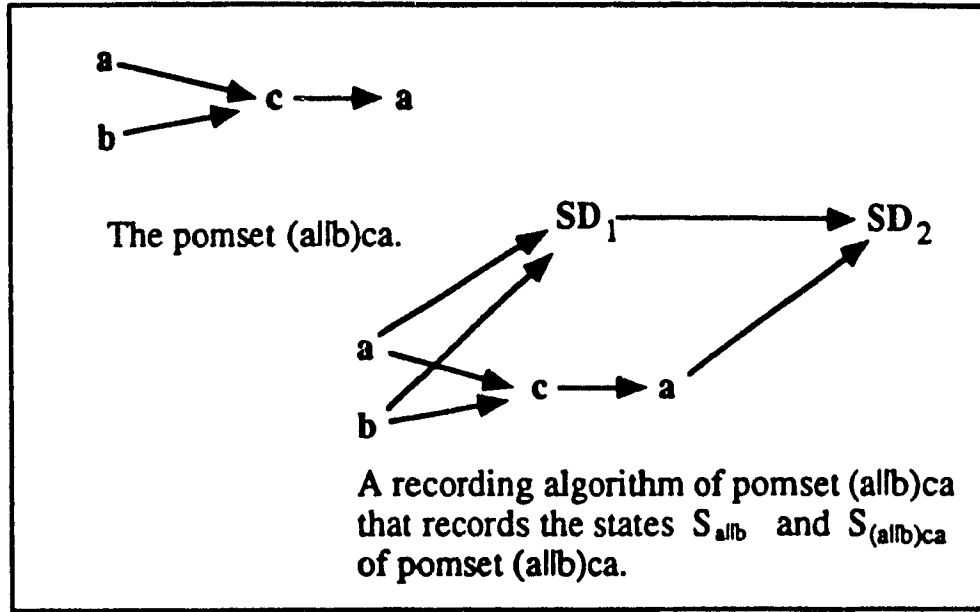 a
c a
b
The pomset (a||b)ca.
SD1 SD2
a
c a
b
A recording algorithm of pomset (a||b)ca
that records the states S a||b and S (a||b)ca
of pomset (a||b)ca.